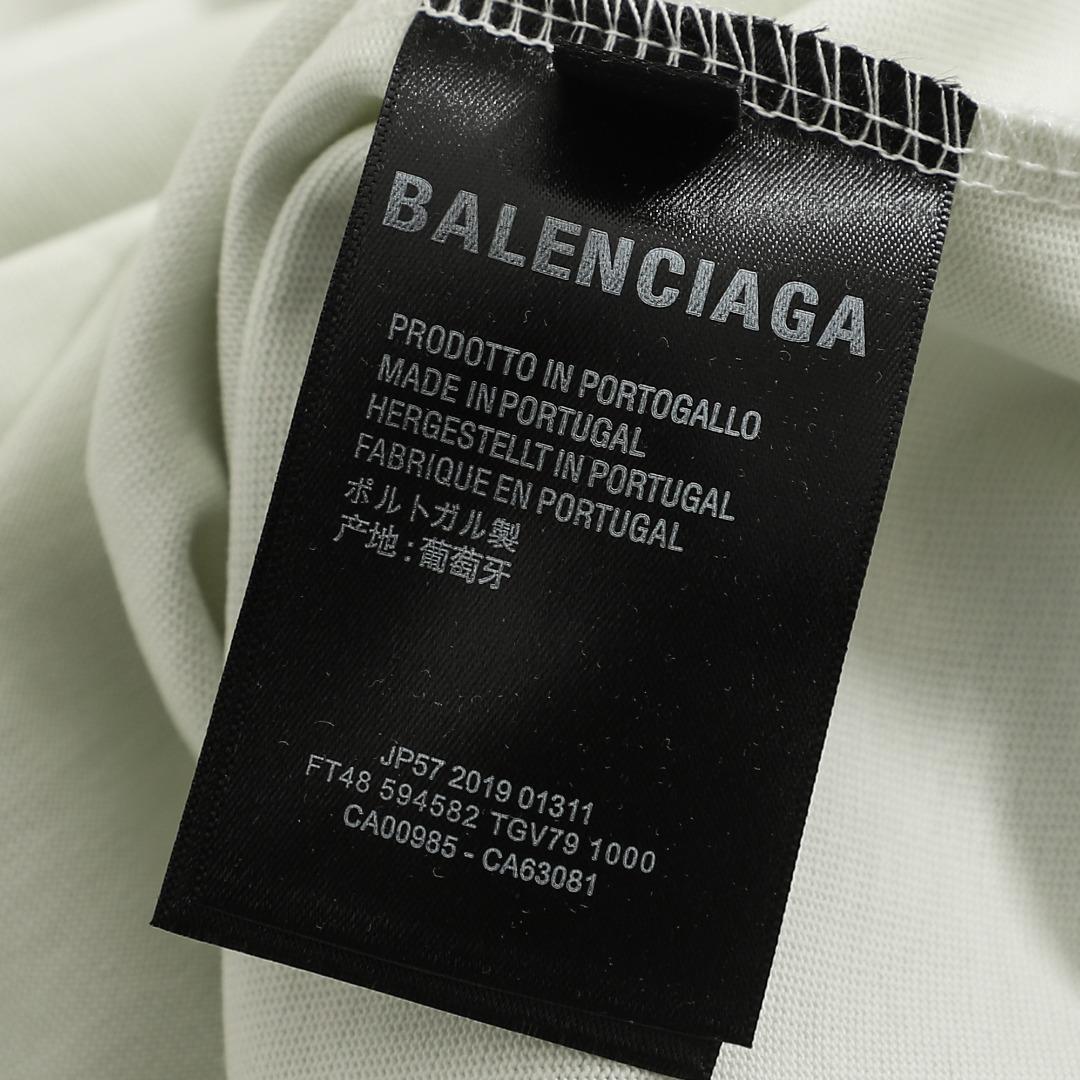 BALENCIAGA
PRODOTTO IN PORTOGALLO
MADE IN PORTUGAL
HERGESTELLT IN PORTUGAL
FABRIQUE EN PORTUGAL
ポルトガル製
产地：葡萄牙
JP57 2019 01311
FT48 594582 TGV79 1000
CA00985 - CA63081